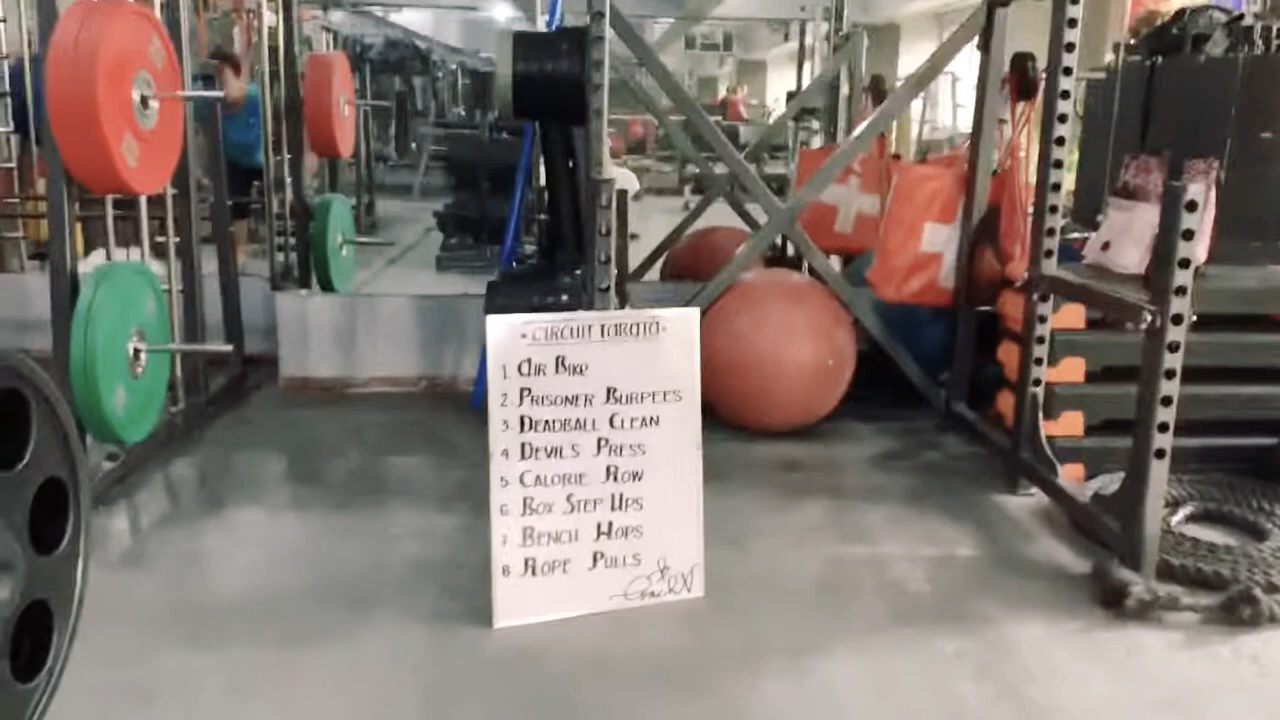 • CIRCUIT TABATA •
1. AIR BIKE
2. PRISONER BURPEES
3. DEADBALL CLEAN
4. DEVIL'S PRESS
5. CALORIE ROW
6. BOX STEP UPS
7. BENCH HOPS
8. ROPE PULLS